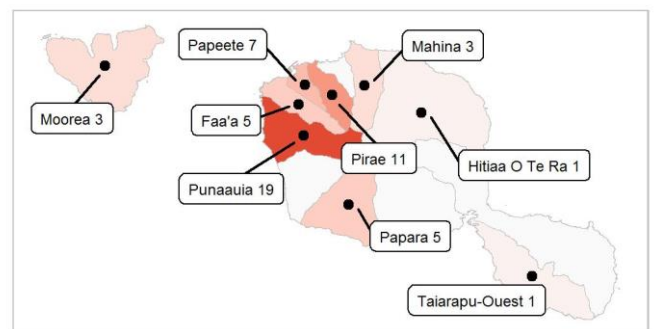 Papeete 7
Mahina 3
Moorea 3
Faa'a 5
Pirae 11
Hitiaa O Te Ra 1
Punaauia 19
Papara 5
Taiarapu-Ouest 1